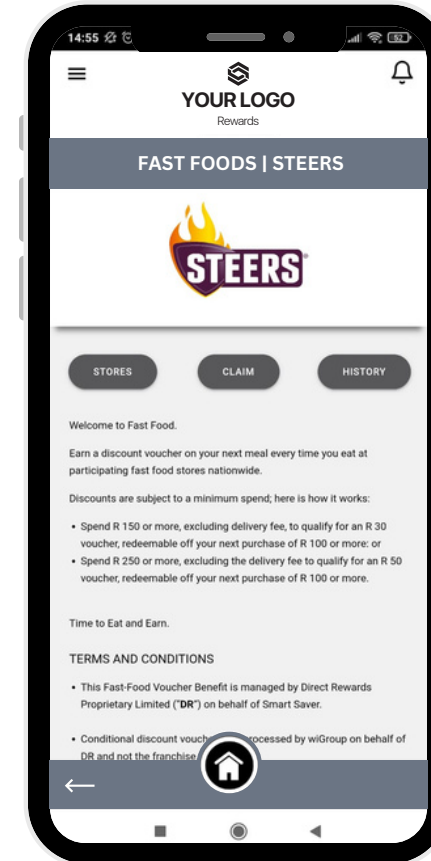 14:55
52
YOUR LOGO
Rewards
FAST FOODS | STEERS
STEERS
STORES
CLAIM
HISTORY
Welcome to Fast Food.
Earn a discount voucher on your next meal every time you eat at
participating fast food stores nationwide.
Discounts are subject to a minimum spend; here is how it works:
• Spend R 150 or more, excluding delivery fee, to qualify for an R 30
voucher, redeemable off your next purchase of R 100 or more: or
• Spend R 250 or more, excluding the delivery fee to qualify for an R 50
voucher, redeemable off your next purchase of R 100 or more.
Time to Eat and Earn.
TERMS AND CONDITIONS
• This Fast-Food Voucher Benefit is managed by Direct Rewards
Proprietary Limited ("DR") on behalf of Smart Saver.
• Conditional discount processed by wiGroup on behalf of
DR and not the franchise